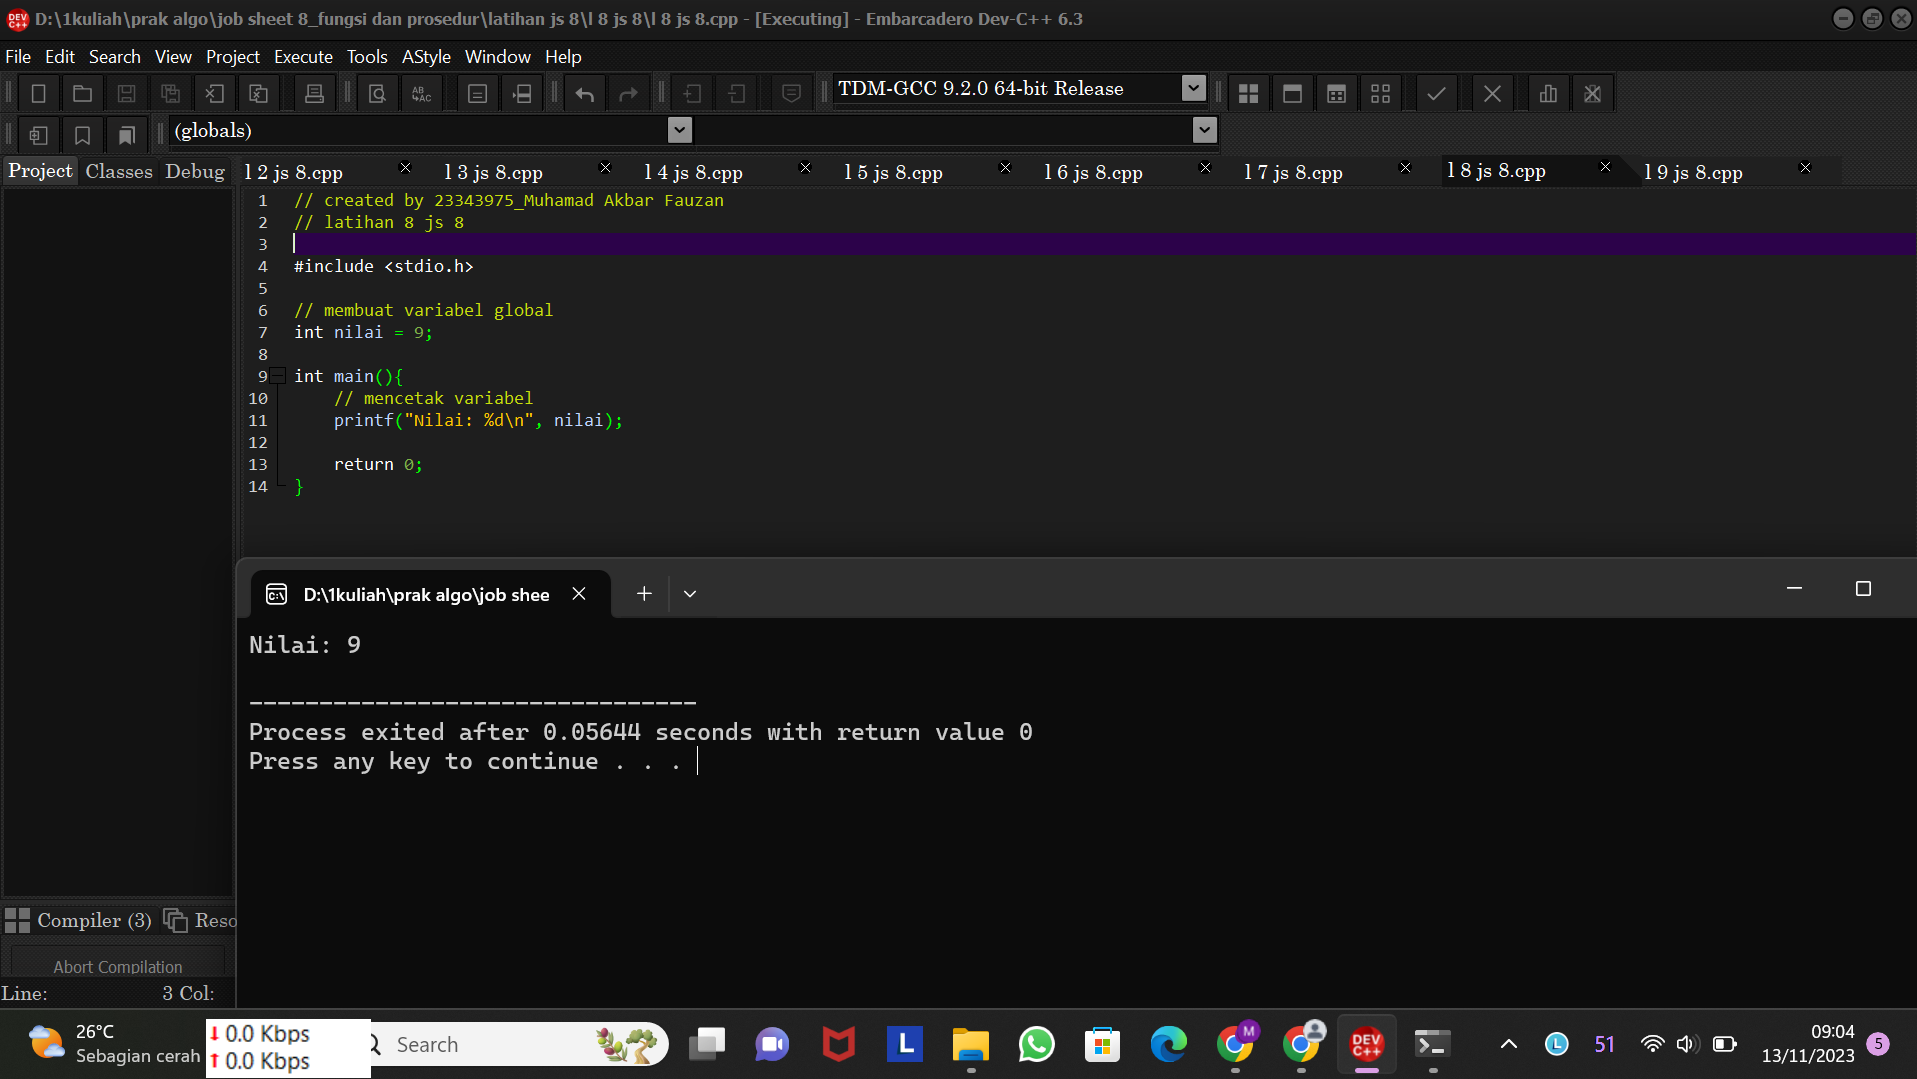 D:\1kuliah\prak algo\job sheet 8_fungsi dan prosedur\latihan js 8\l 8 js 8\l 8 js 8.cpp - [Executing] - Embarcadero Dev-C++ 6.3
File Edit Search View Project Execute Tools AStyle Window Help
TDM-GCC 9.2.0 64-bit Release
(globals)
Project Classes Debug
l 2 js 8.cpp l 3 js 8.cpp l 4 js 8.cpp l 5 js 8.cpp l 6 js 8.cpp l 7 js 8.cpp l 8 js 8.cpp l 9 js 8.cpp
1 // created by 23343975_Muhamad Akbar Fauzan
2 // latihan 8 js 8
3
4 #include <stdio.h>
5
6 // membuat variabel global
7 int nilai = 9;
8
9 int main(){
10 // mencetak variabel
11 printf("Nilai: %d\n", nilai);
12
13 return 0;
14 }
D:\1kuliah\prak algo\job shee
Nilai: 9
--------------------------------
Process exited after 0.05644 seconds with return value 0
Press any key to continue . . .
Compiler (3) Reso
Abort Compilation
Line: 3 Col:
26°C
Sebagian cerah
0.0 Kbps
0.0 Kbps
Search
M
L
DEV
C++
L
51
09:04
13/11/2023
5